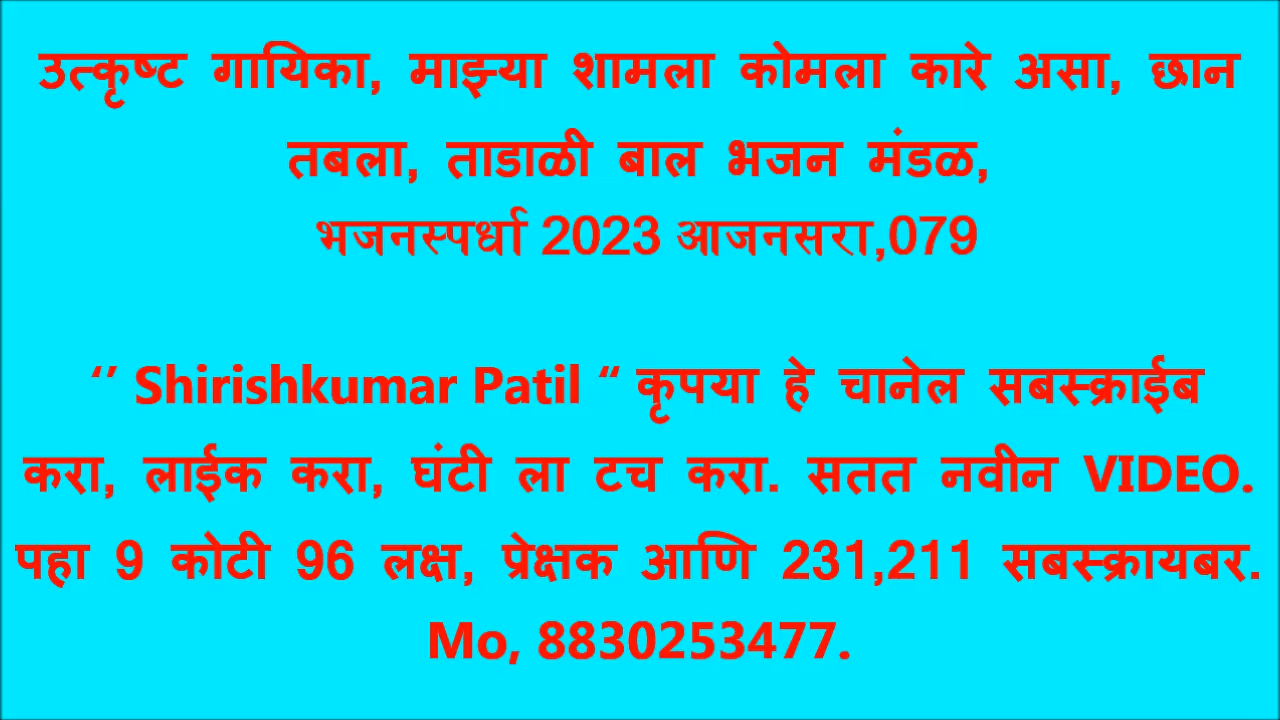 उत्कृष्ट गायिका, माझ्या शामला कोमला कारे असा, छान
तबला, ताडाळी बाल भजन मंडळ,
भजनस्पर्धा 2023 आजनसरा,079
‘’ Shirishkumar Patil “ कृपया हे चानेल सबस्क्राईब
करा, लाईक करा, घंटी ला टच करा. सतत नवीन VIDEO.
पहा 9 कोटी 96 लक्ष, प्रेक्षक आणि 231,211 सबस्क्रायबर.
Mo, 8830253477.